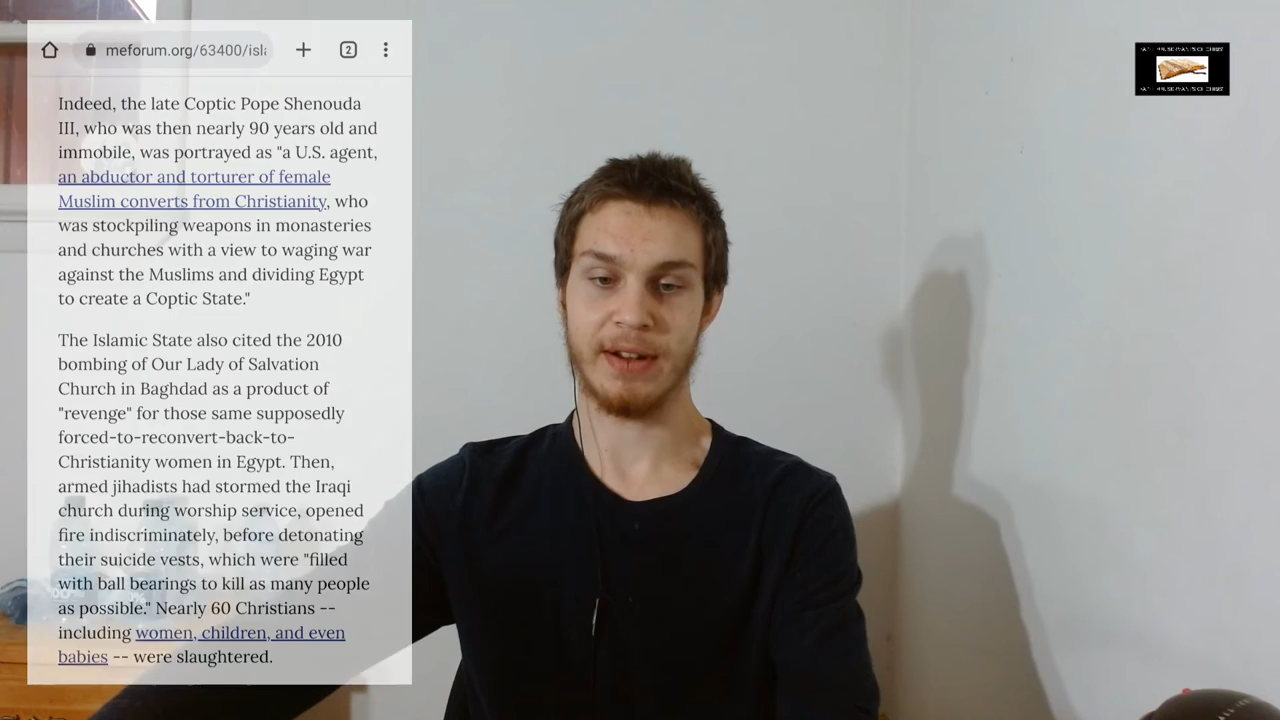 meforum.org/63400/isla
2
Indeed, the late Coptic Pope Shenouda
III, who was then nearly 90 years old and
immobile, was portrayed as "a U.S. agent,
an abductor and torturer of female
Muslim converts from Christianity, who
was stockpiling weapons in monasteries
and churches with a view to waging war
against the Muslims and dividing Egypt
to create a Coptic State."
The Islamic State also cited the 2010
bombing of Our Lady of Salvation
Church in Baghdad as a product of
"revenge" for those same supposedly
forced-to-reconvert-back-to-
Christianity women in Egypt. Then,
armed jihadists had stormed the Iraqi
church during worship service, opened
fire indiscriminately, before detonating
their suicide vests, which were "filled
with ball bearings to kill as many people
as possible." Nearly 60 Christians --
including women, children, and even
babies -- were slaughtered.